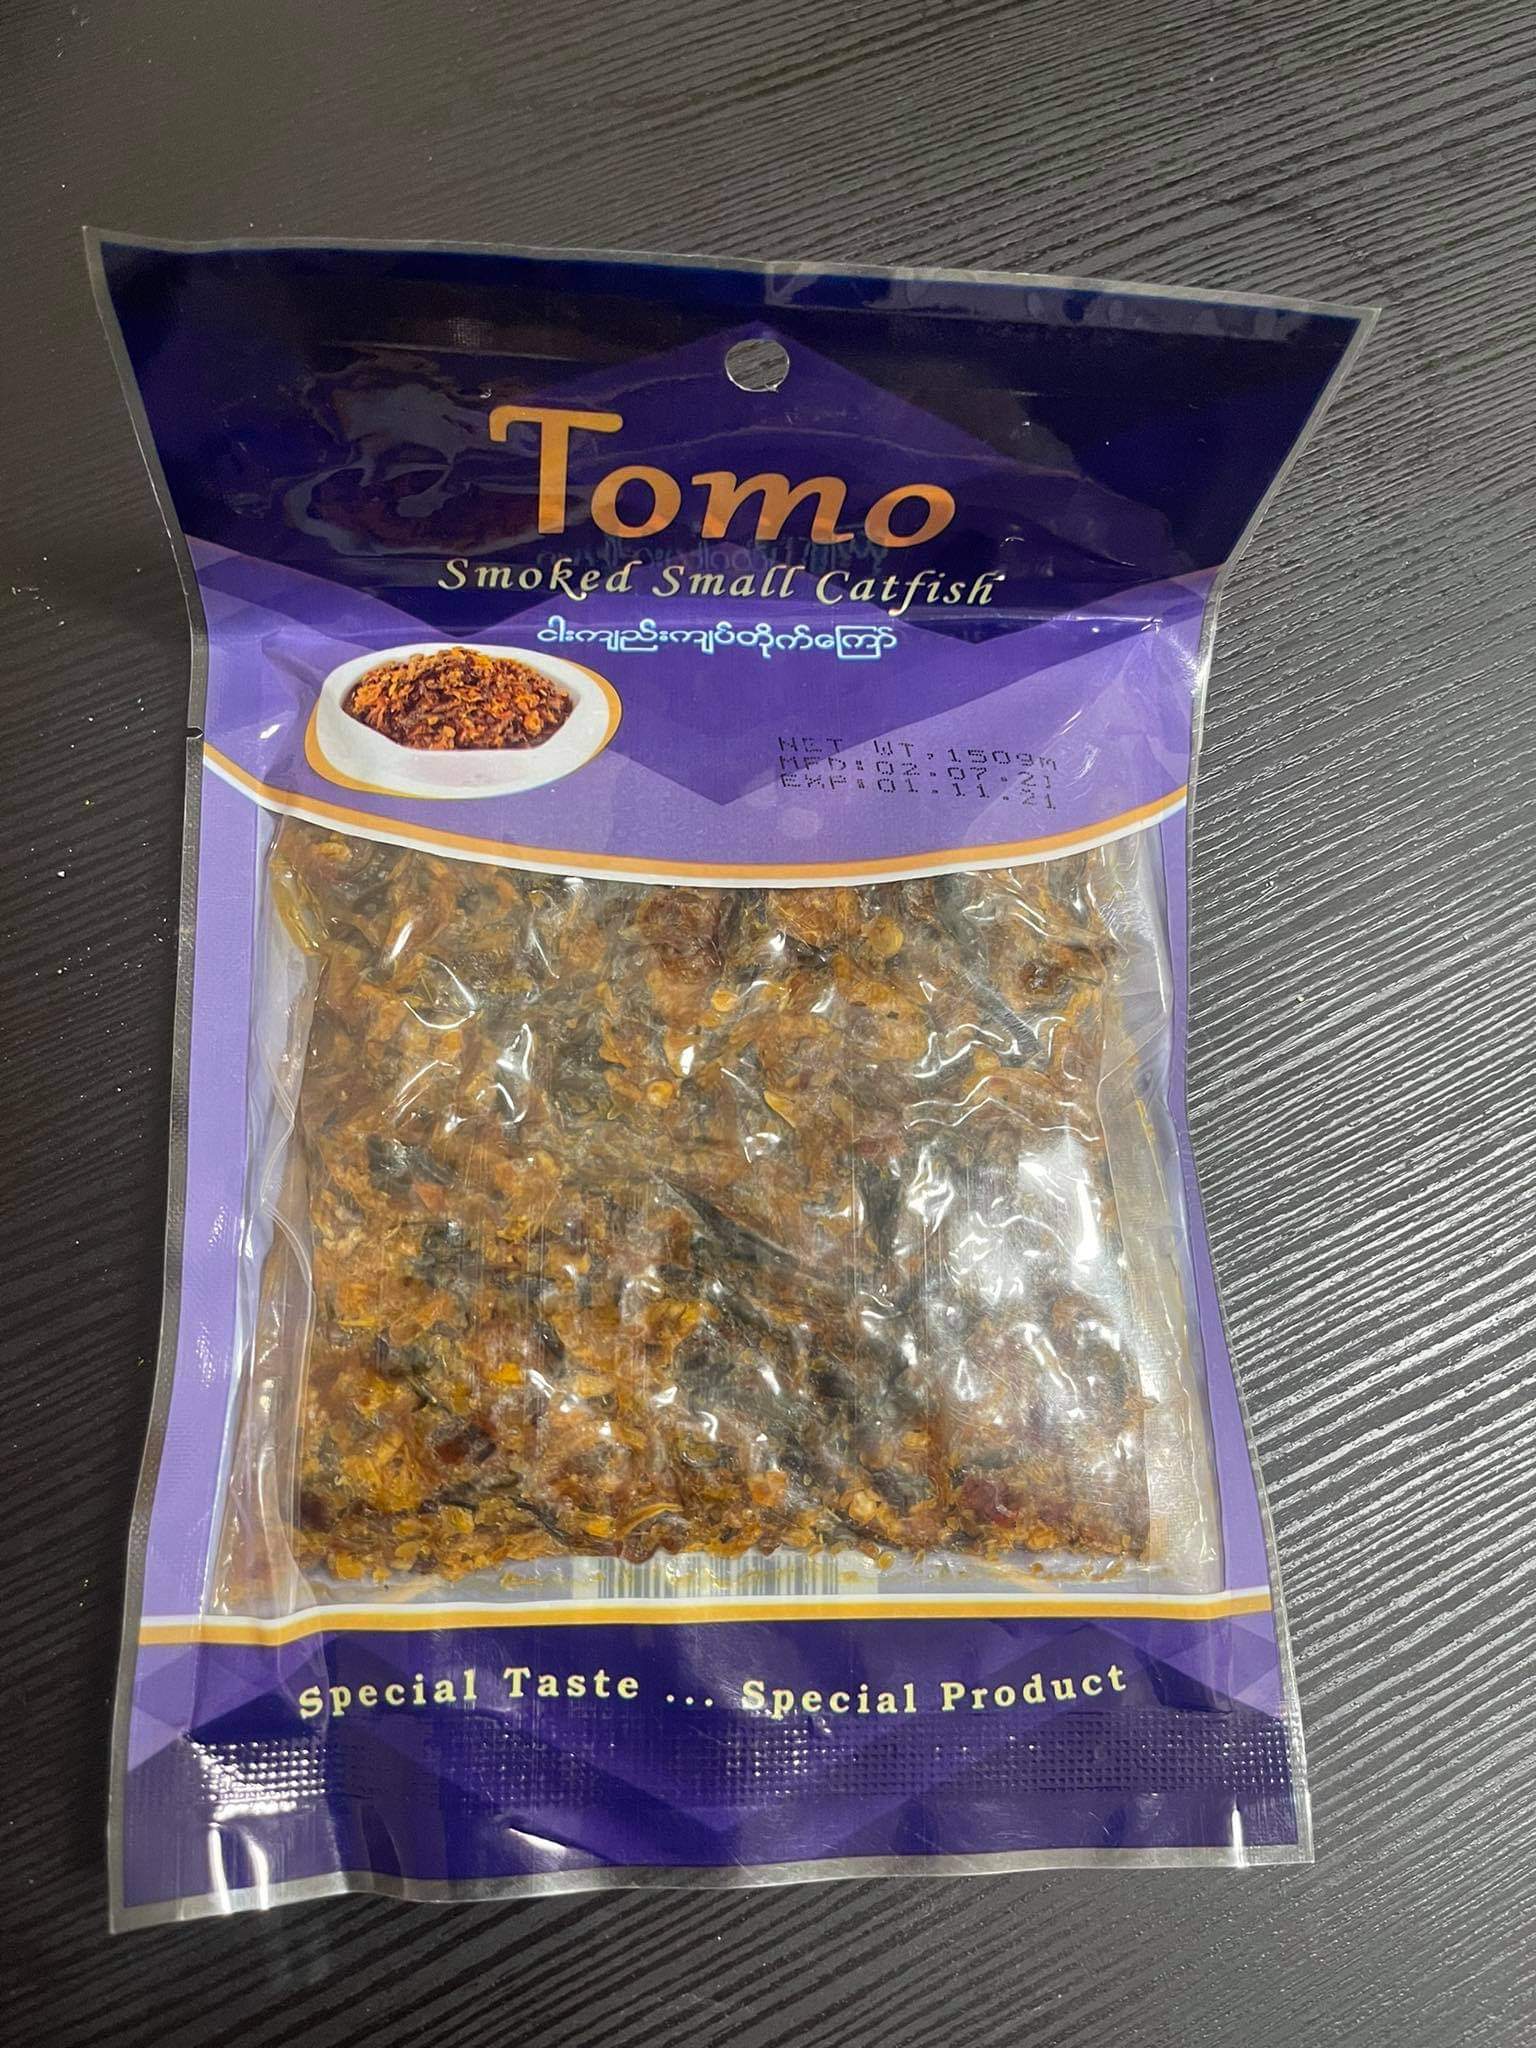 Tomo
Smoked Small Catfish
ငါးကျည်းကျပ်တိုက်ကြော်
NET WT.150gm
MFD:02.07.21
EXP:01.11.21
Special Taste ... Special Product